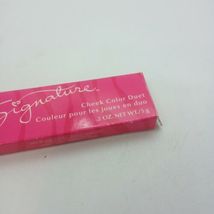 Signature®
Cheek Color Duet
Couleur pour les joues en duo
.2 OZ. NET WT./5 g